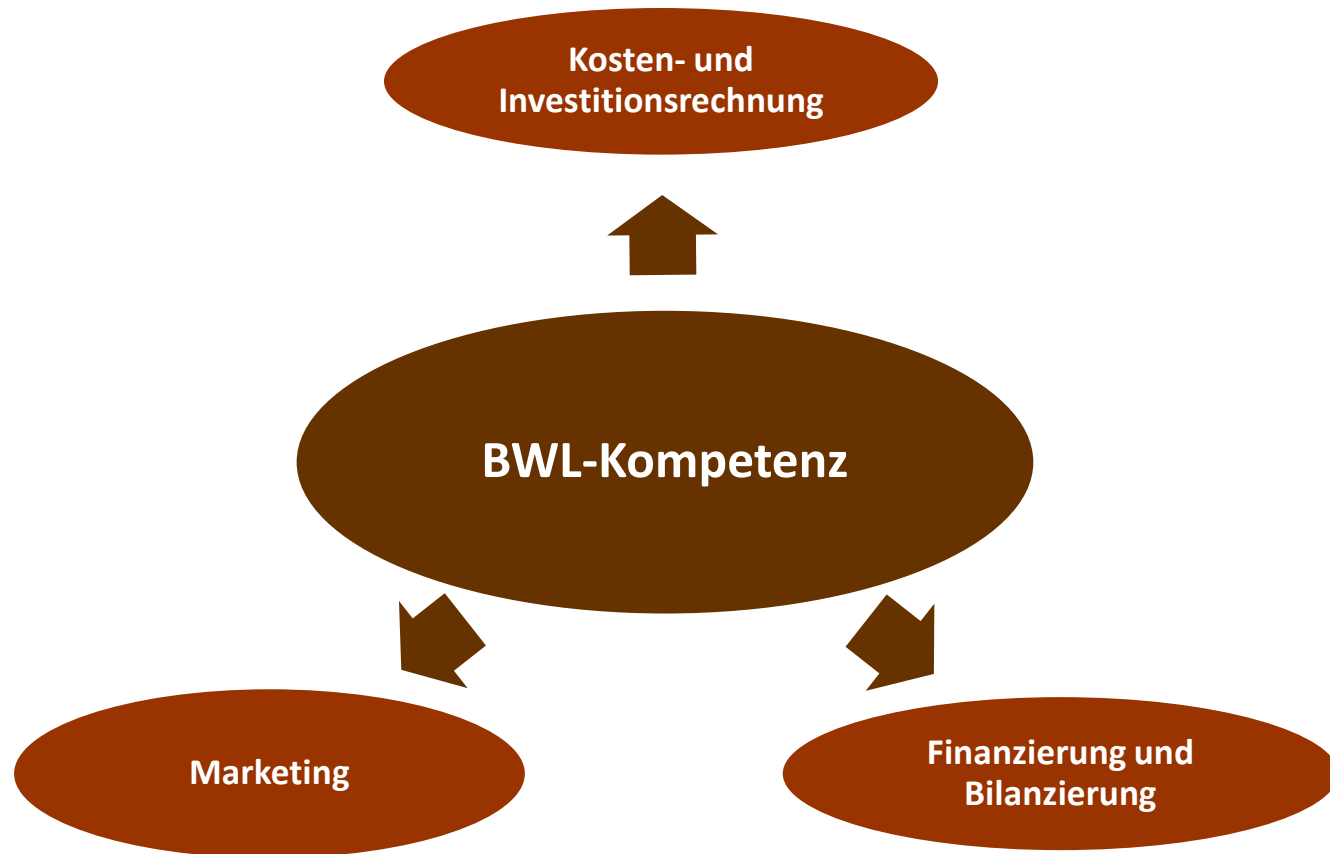 Kosten- und
Investitionsrechnung
BWL-Kompetenz
Marketing
Finanzierung und
Bilanzierung